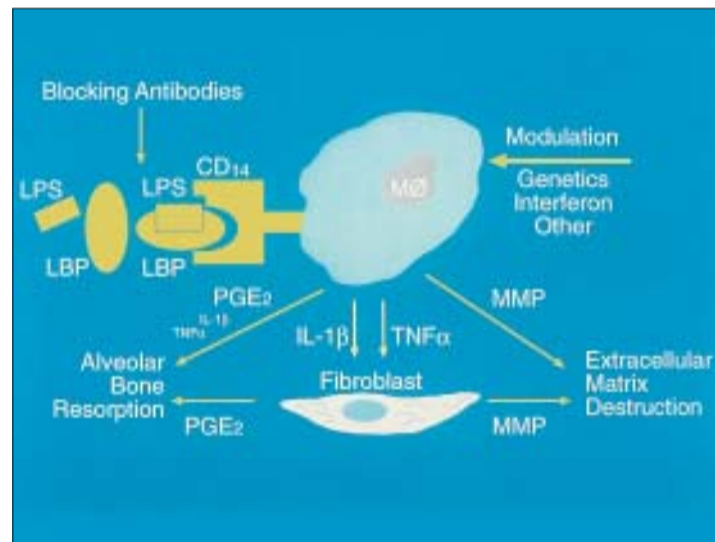 Blocking Antibodies
CD14
LPS
LPS
LBP
LBP
MØ
Modulation
Genetics
Interferon
Other
PGE2
IL-1β
TNFα
IL-1β
TNFα
MMP
Alveolar
Bone
Resorption
Fibroblast
Extracellular
Matrix
Destruction
PGE2
MMP